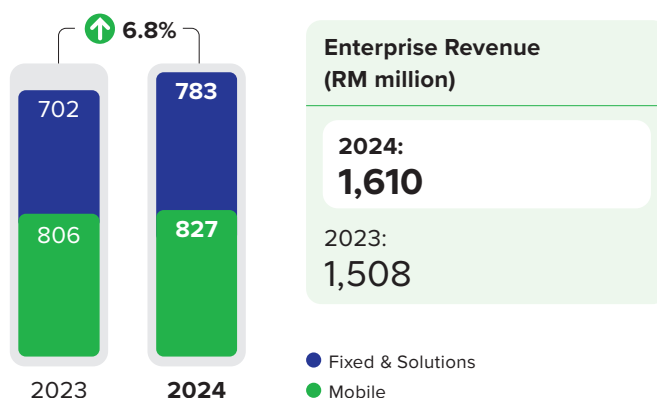 6.8%
702
783
806
827
2023
2024
Enterprise Revenue
(RM million)
2024:
1,610
2023:
1,508
Fixed & Solutions
Mobile